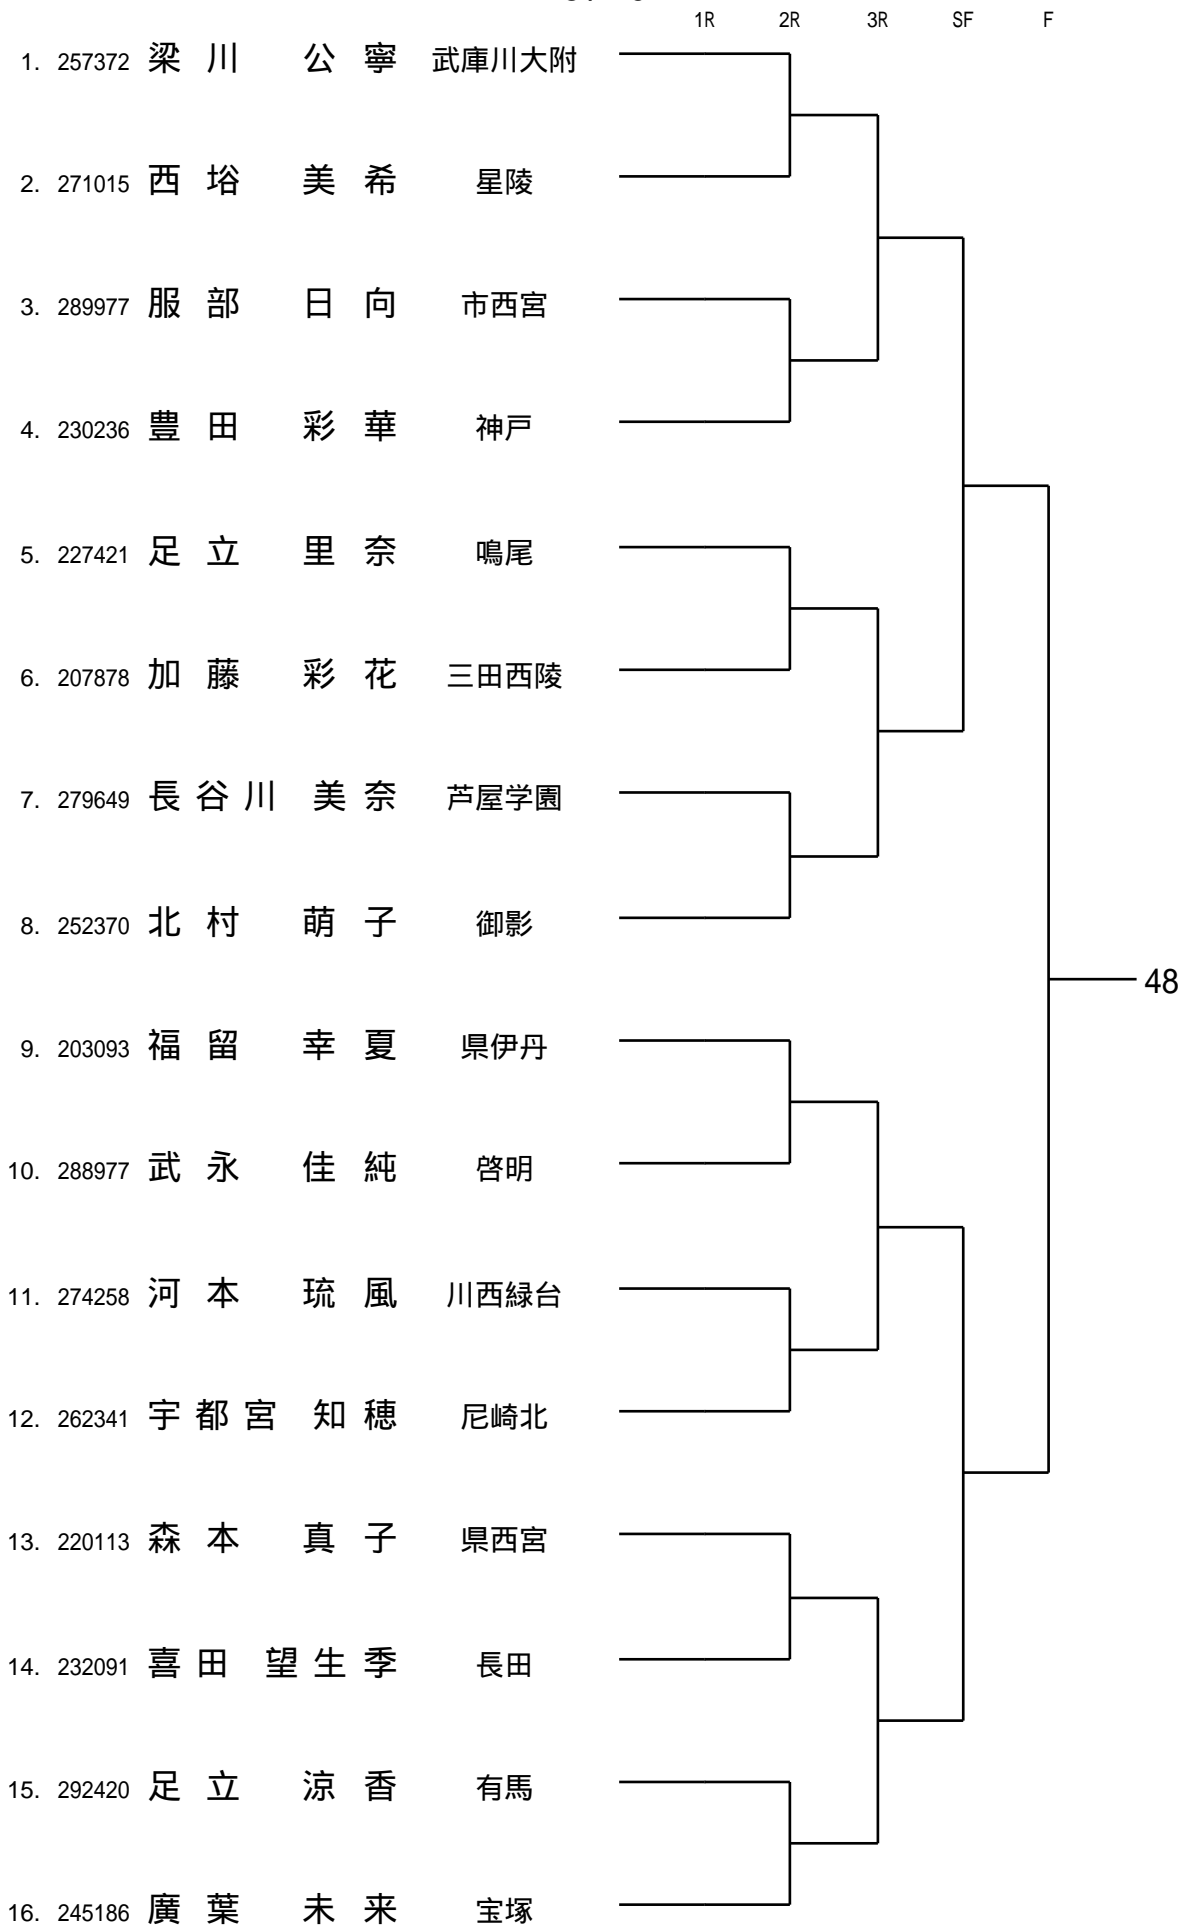 1R 2R 3R SF F
1. 257372 梁川 公寧 武庫川大附
2. 271015 西塔 美希 星陵
3. 289977 服部 日向 市西宮
4. 230236 豊田 彩華 神戸
5. 227421 足立 里奈 鳴尾
6. 207878 加藤 彩花 三田西陵
7. 279649 長谷川 美奈 芦屋学園
8. 252370 北村 萌子 御影
48
9. 203093 福留 幸夏 県伊丹
10. 288977 武永 佳純 啓明
11. 274258 河本 琉風 川西緑台
12. 262341 宇都宮 知穂 尼崎北
13. 220113 森本 真子 県西宮
14. 232091 喜田 望生季 長田
15. 292420 足立 涼香 有馬
16. 245186 廣葉 未来 宝塚